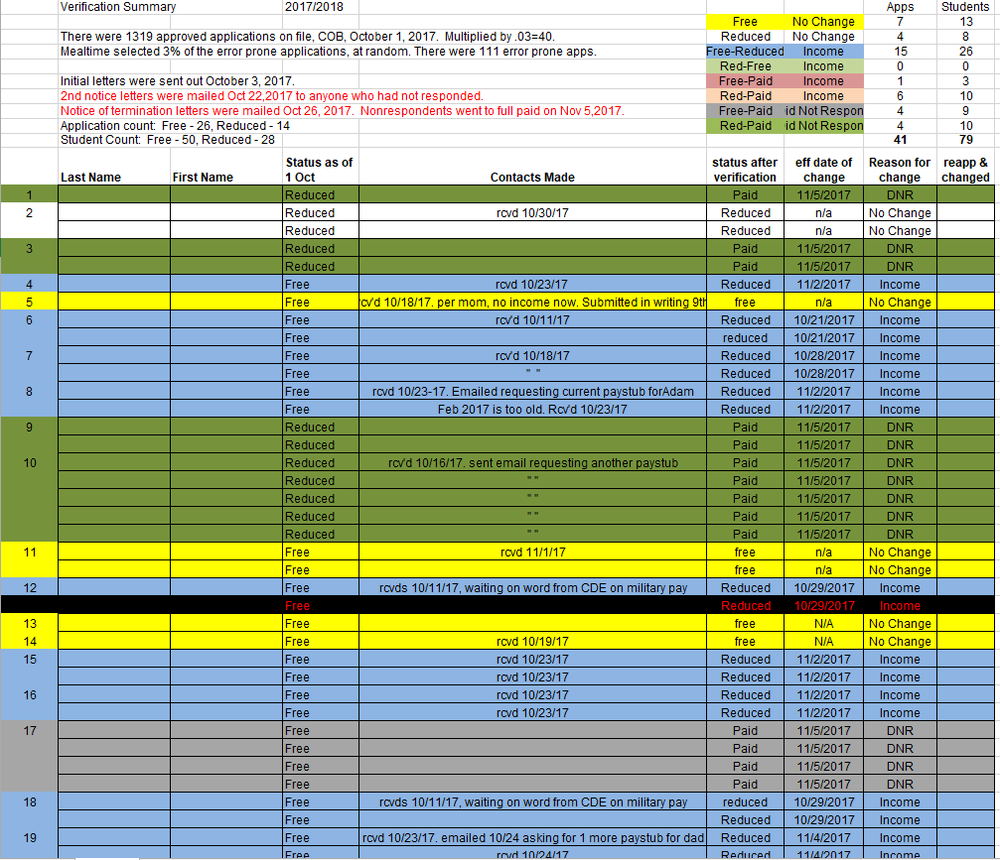 Verification Summary 2017/2018 Apps Students
Free No Change 7 13
There were 1319 approved applications on file, COB, October 1, 2017. Multiplied by .03=40. Reduced No Change 4 8
Mealtime selected 3% of the error prone applications, at random. There were 111 error prone apps. Free-Reduced Income 15 26
Red-Free Income 0 0
Initial letters were sent out October 3, 2017. Free-Paid Income 1 3
2nd notice letters were mailed Oct 22,2017 to anyone who had not responded. Red-Paid Income 6 10
Notice of termination letters were mailed Oct 26, 2017. Nonrespondents went to full paid on Nov 5,2017. Free-Paid id Not Respon 4 9
Application count: Free - 26, Reduced - 14 Red-Paid id Not Respon 4 10
Student Count: Free - 50, Reduced - 28 41 79
Status as of status after eff date of Reason for reapp &
Last Name First Name 1 Oct Contacts Made verification change change changed
1 Reduced Paid 11/5/2017 DNR
2 Reduced rcvd 10/30/17 Reduced n/a No Change
Reduced Reduced n/a No Change
3 Reduced Paid 11/5/2017 DNR
Reduced Paid 11/5/2017 DNR
4 Free rcvd 10/23/17 Reduced 11/2/2017 Income
5 Free rcv'd 10/18/17. per mom, no income now. Submitted in writing 9th free n/a No Change
6 Free rcv'd 10/11/17 Reduced 10/21/2017 Income
Free reduced 10/21/2017 Income
7 Free rcv'd 10/18/17 Reduced 10/28/2017 Income
Free " " Reduced 10/28/2017 Income
8 Free rcvd 10/23-17. Emailed requesting current paystub forAdam Reduced 11/2/2017 Income
Free Feb 2017 is too old. Rcv'd 10/23/17 Reduced 11/2/2017 Income
9 Reduced Paid 11/5/2017 DNR
Reduced Paid 11/5/2017 DNR
10 Reduced rcv'd 10/16/17. sent email requesting another paystub Paid 11/5/2017 DNR
Reduced " " Paid 11/5/2017 DNR
Reduced " " Paid 11/5/2017 DNR
Reduced " " Paid 11/5/2017 DNR
Reduced " " Paid 11/5/2017 DNR
11 Free rcvd 11/1/17 free n/a No Change
Free free n/a No Change
12 Free rcvds 10/11/17, waiting on word from CDE on military pay Reduced 10/29/2017 Income
Free Reduced 10/29/2017 Income
13 Free free N/A No Change
14 Free rcvd 10/19/17 free N/A No Change
15 Free rcvd 10/23/17 Reduced 11/2/2017 Income
Free rcvd 10/23/17 Reduced 11/2/2017 Income
16 Free rcvd 10/23/17 Reduced 11/2/2017 Income
Free rcvd 10/23/17 Reduced 11/2/2017 Income
17 Free Paid 11/5/2017 DNR
Free Paid 11/5/2017 DNR
Free Paid 11/5/2017 DNR
Free Paid 11/5/2017 DNR
18 Free rcvds 10/11/17, waiting on word from CDE on military pay reduced 10/29/2017 Income
Free Reduced 10/29/2017 Income
19 Free rcvd 10/23/17. emailed 10/24 asking for 1 more paystub for dad Reduced 11/4/2017 Income
Free rcvd 10/24/17 Reduced 11/4/2017 Income